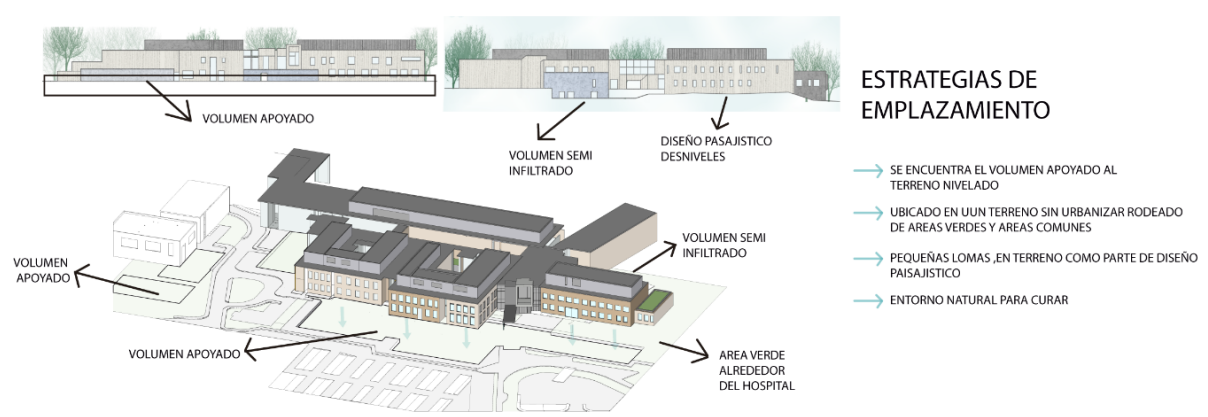 VOLUMEN APOYADO
VOLUMEN SEMI
INFILTRADO
DISEÑO PASAJISTICO
DESNIVELES
VOLUMEN
APOYADO
VOLUMEN APOYADO
VOLUMEN SEMI
INFILTRADO
AREA VERDE
ALREDEDOR
DEL HOSPITAL
ESTRATEGIAS DE
EMPLAZAMIENTO
SE ENCUENTRA EL VOLUMEN APOYADO AL
TERRENO NIVELADO
UBICADO EN UUN TERRENO SIN URBANIZAR RODEADO
DE AREAS VERDES Y AREAS COMUNES
PEQUEÑAS LOMAS ,EN TERRENO COMO PARTE DE DISEÑO
PAISAJISTICO
ENTORNO NATURAL PARA CURAR